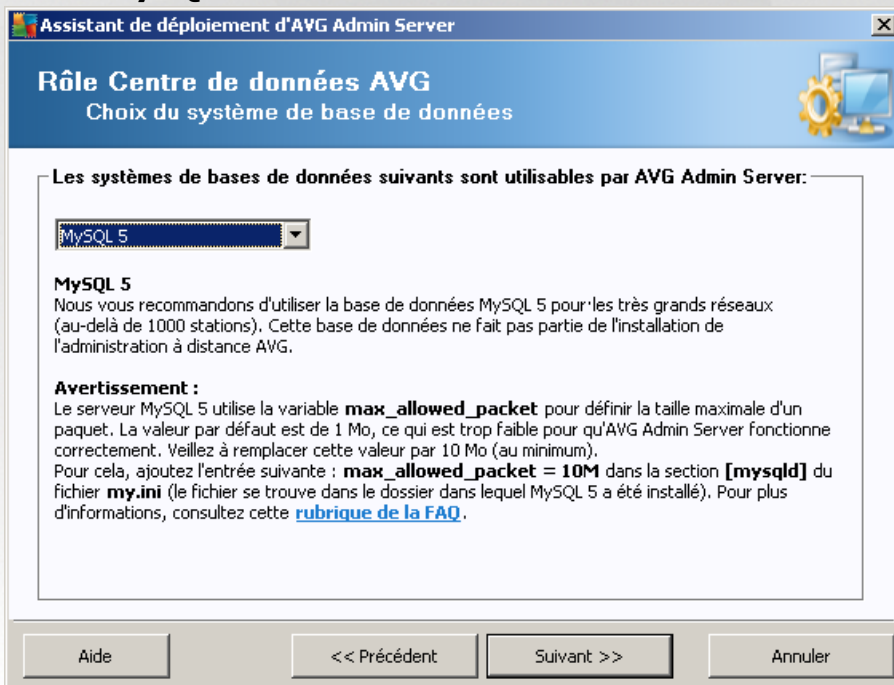 Assistant de déploiement d'AVG Admin Server
Rôle Centre de données AVG
Choix du système de base de données
Les systèmes de bases de données suivants sont utilisables par AVG Admin Server:
MySQL 5
MySQL 5
Nous vous recommandons d'utiliser la base de données MySQL 5 pour les très grands réseaux
(au-delà de 1000 stations). Cette base de données ne fait pas partie de l'installation de
l'administration à distance AVG.
Avertissement :
Le serveur MySQL 5 utilise la variable max_allowed_packet pour définir la taille maximale d'un
paquet. La valeur par défaut est de 1 Mo, ce qui est trop faible pour qu'AVG Admin Server fonctionne
correctement. Veillez à remplacer cette valeur par 10 Mo (au minimum).
Pour cela, ajoutez l'entrée suivante : max_allowed_packet = 10M dans la section [mysqld] du
fichier my.ini (le fichier se trouve dans le dossier dans lequel MySQL 5 a été installé). Pour plus
d'informations, consultez cette rubrique de la FAQ.
Aide
<< Précédent
Suivant >>
Annuler